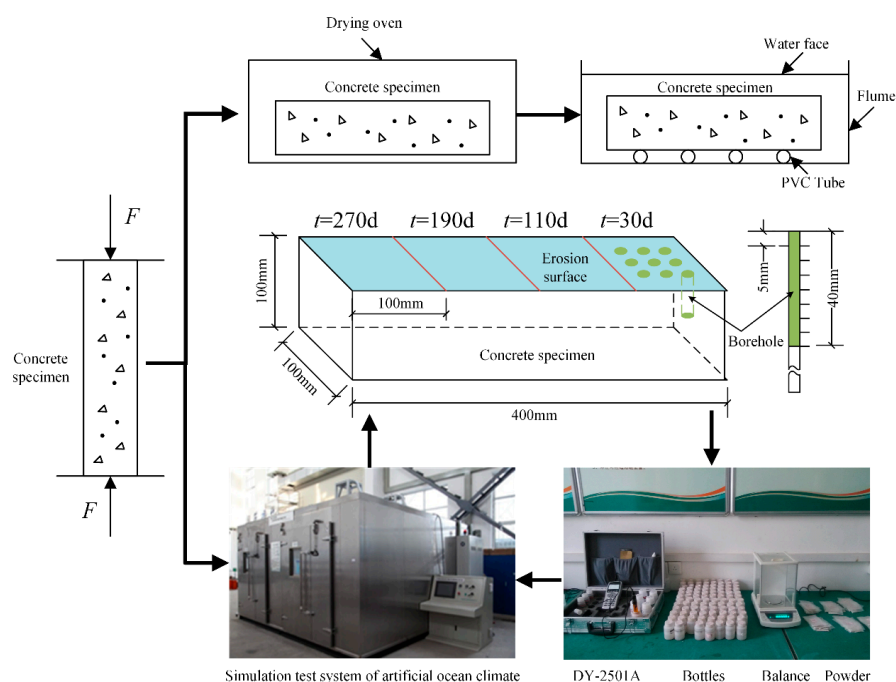 Drying oven
Concrete specimen
Water face
Concrete specimen
Flume
PVC Tube
F
Concrete
specimen
F
t=270d
t=190d
t=110d
t=30d
Erosion
surface
100mm
100mm
100mm
Concrete specimen
400mm
Borehole
5mm
40mm
Simulation test system of artificial ocean climate
DY-2501A
Bottles
Balance
Powder